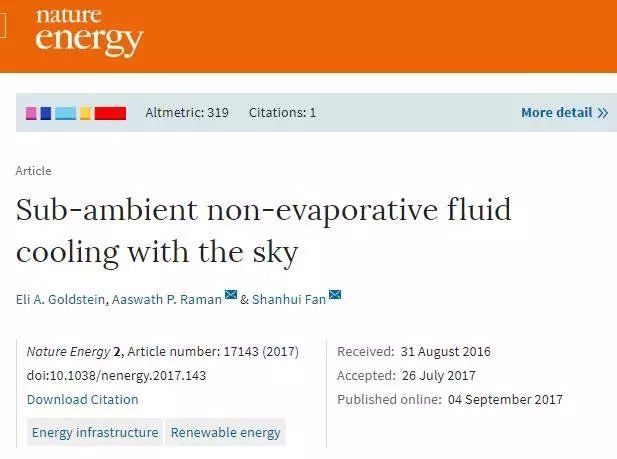 nature
energy
Altmetric: 319 Citations: 1 More detail »
Article
Sub-ambient non-evaporative fluid
cooling with the sky
Eli A. Goldstein, Aaswath P. Raman & Shanhui Fan
Nature Energy 2, Article number: 17143 (2017)
doi:10.1038/nenergy.2017.143
Download Citation
Energy infrastructure Renewable energy
Received: 31 August 2016
Accepted: 26 July 2017
Published online: 04 September 2017